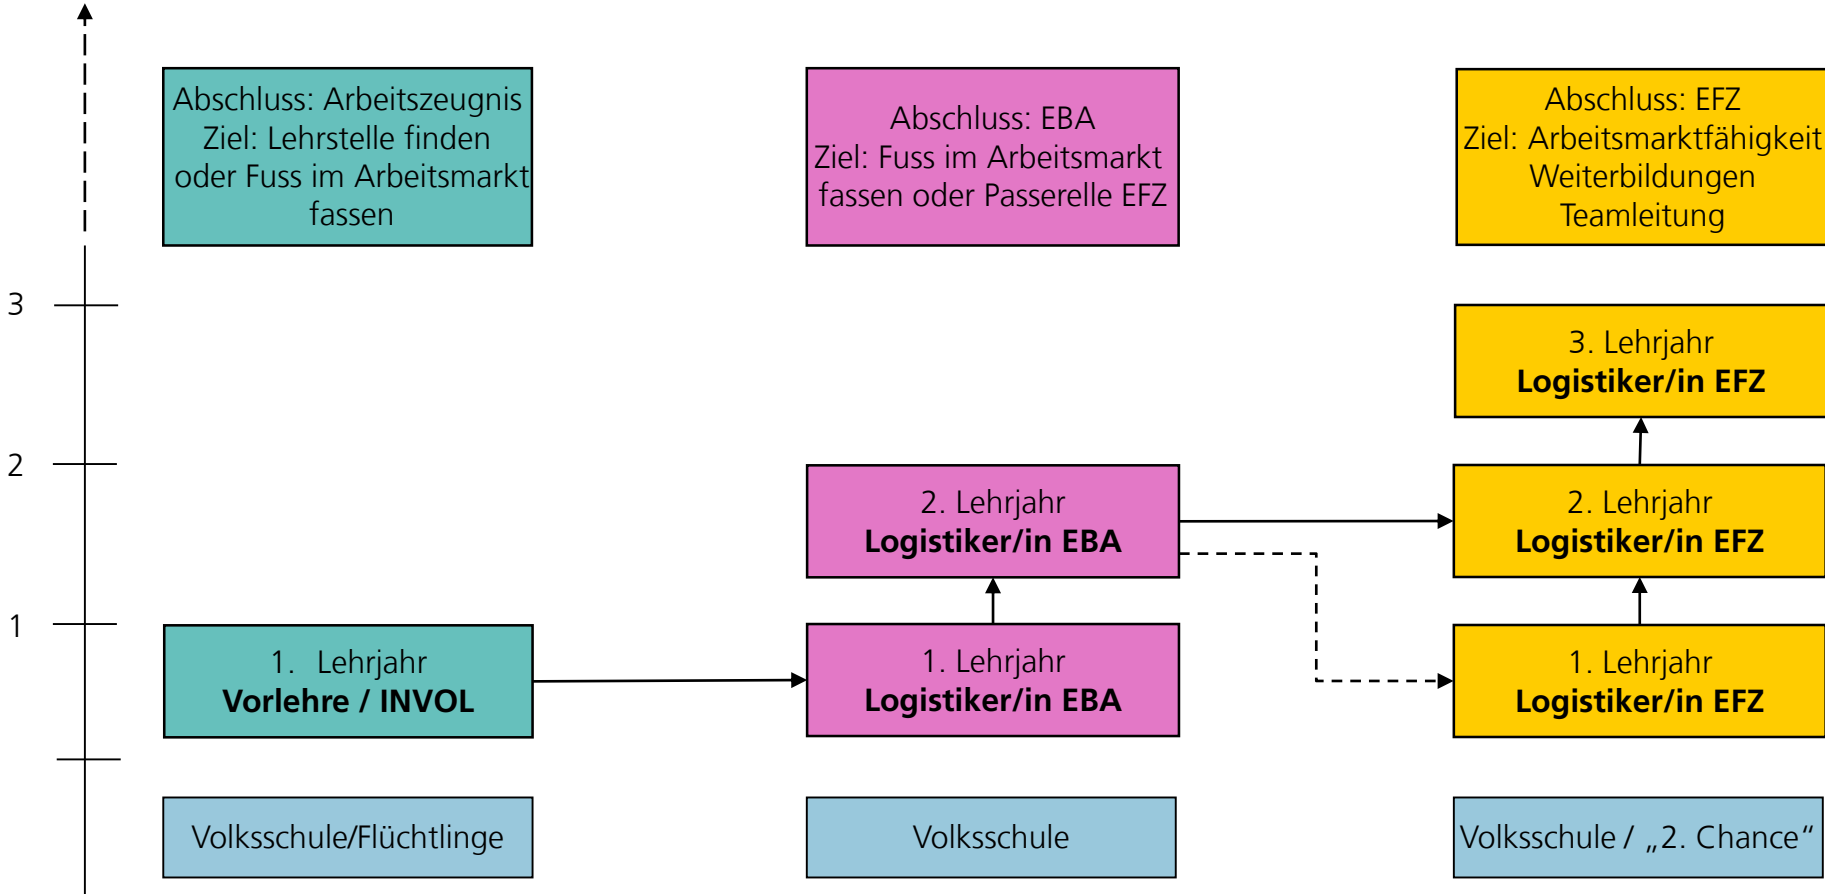 Abschluss: Arbeitszeugnis
Ziel: Lehrstelle finden
oder Fuss im Arbeitsmarkt
fassen
Abschluss: EBA
Ziel: Fuss im Arbeitsmarkt
fassen oder Passerelle EFZ
Abschluss: EFZ
Ziel: Arbeitsmarktfähigkeit
Weiterbildungen
Teamleitung
3
3. Lehrjahr
Logistiker/in EFZ
2
2. Lehrjahr
Logistiker/in EBA
2. Lehrjahr
Logistiker/in EFZ
1
1. Lehrjahr
Vorlehre / INVOL
1. Lehrjahr
Logistiker/in EBA
1. Lehrjahr
Logistiker/in EFZ
Volksschule/Flüchtlinge
Volksschule
Volksschule / „2. Chance“